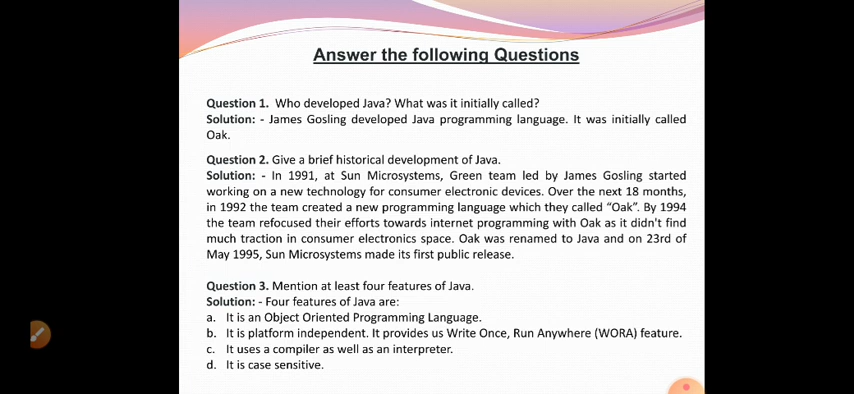 Answer the following Questions
Question 1. Who developed Java? What was it initially called?
Solution: - James Gosling developed Java programming language. It was initially called
Oak.
Question 2. Give a brief historical development of Java.
Solution: - In 1991, at Sun Microsystems, Green team led by James Gosling started
working on a new technology for consumer electronic devices. Over the next 18 months,
in 1992 the team created a new programming language which they called “Oak”. By 1994
the team refocused their efforts towards internet programming with Oak as it didn't find
much traction in consumer electronics space. Oak was renamed to Java and on 23rd of
May 1995, Sun Microsystems made its first public release.
Question 3. Mention at least four features of Java.
Solution: - Four features of Java are:
a. It is an Object Oriented Programming Language.
b. It is platform independent. It provides us Write Once, Run Anywhere (WORA) feature.
c. It uses a compiler as well as an interpreter.
d. It is case sensitive.